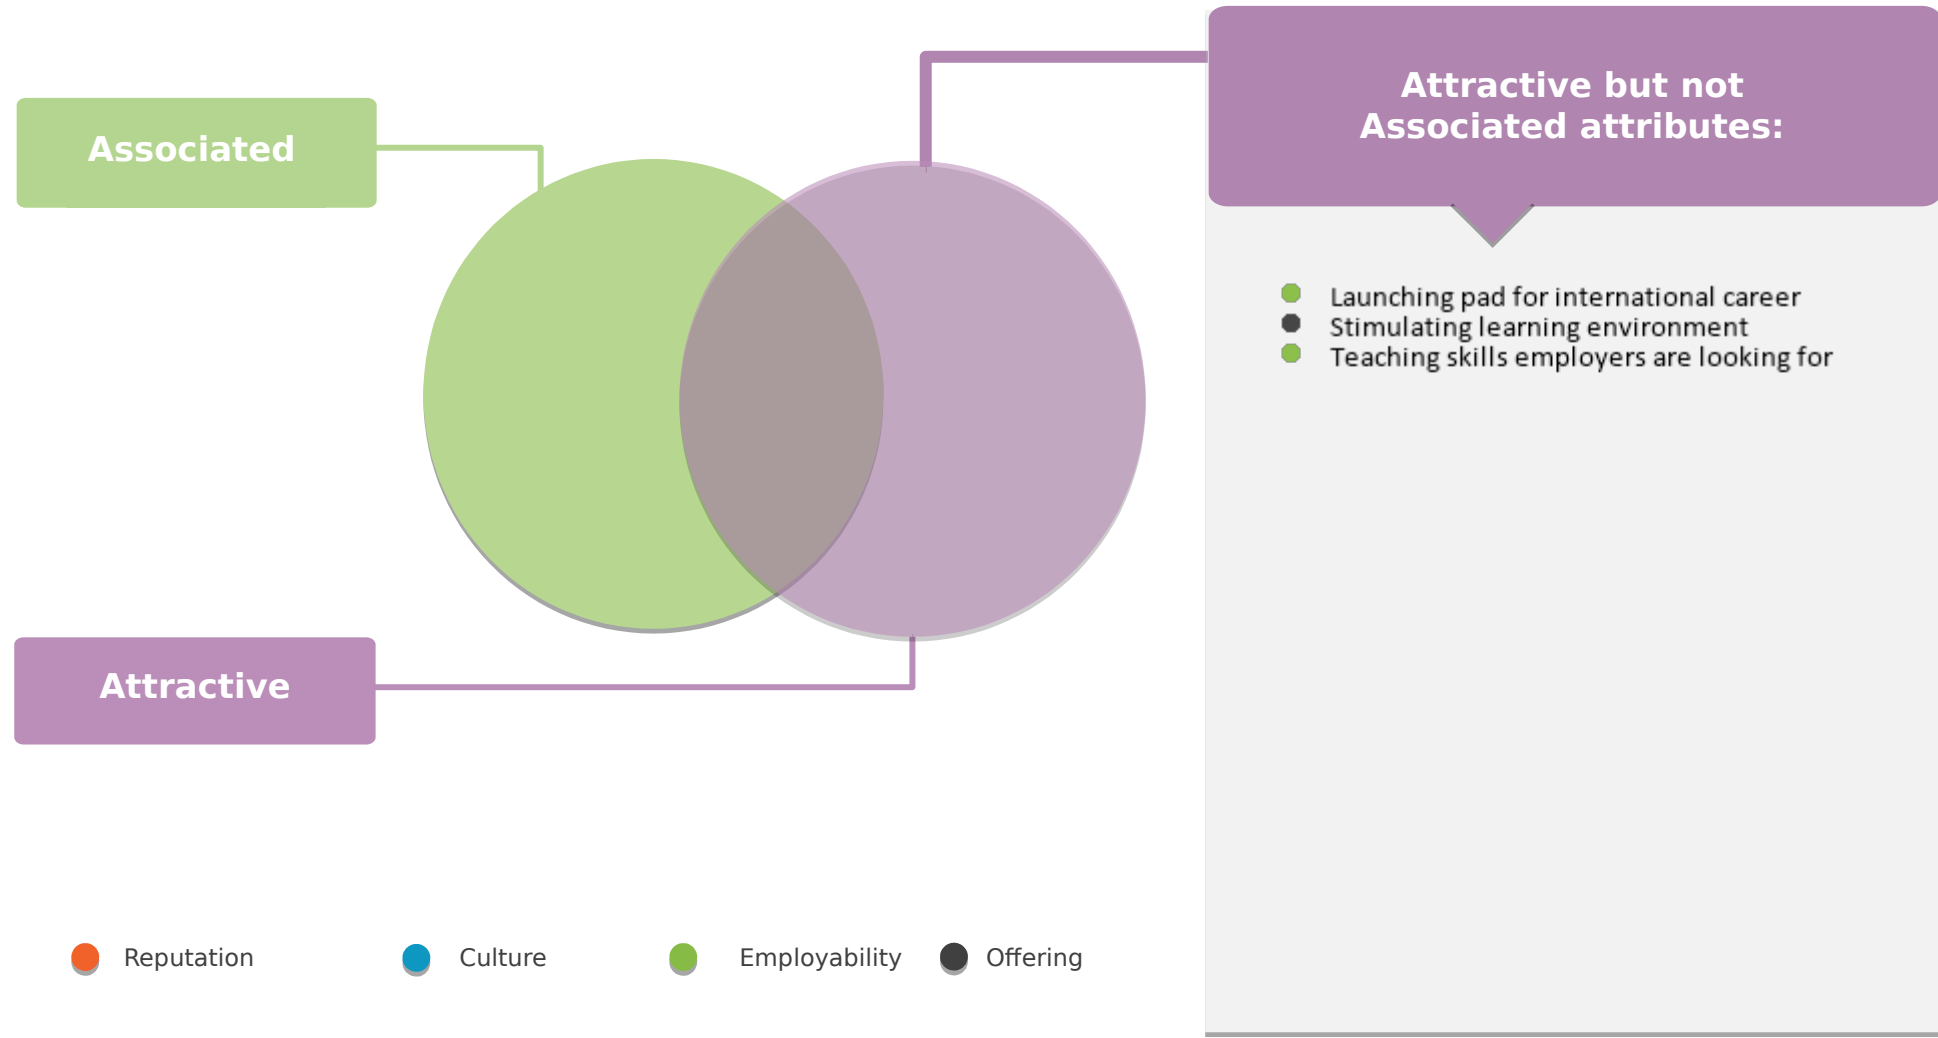 Attractive but not
Associated attributes:
Associated
Launching pad for international career
Stimulating learning environment
Teaching skills employers are looking for
Attractive
Reputation
Culture
Employability
Offering